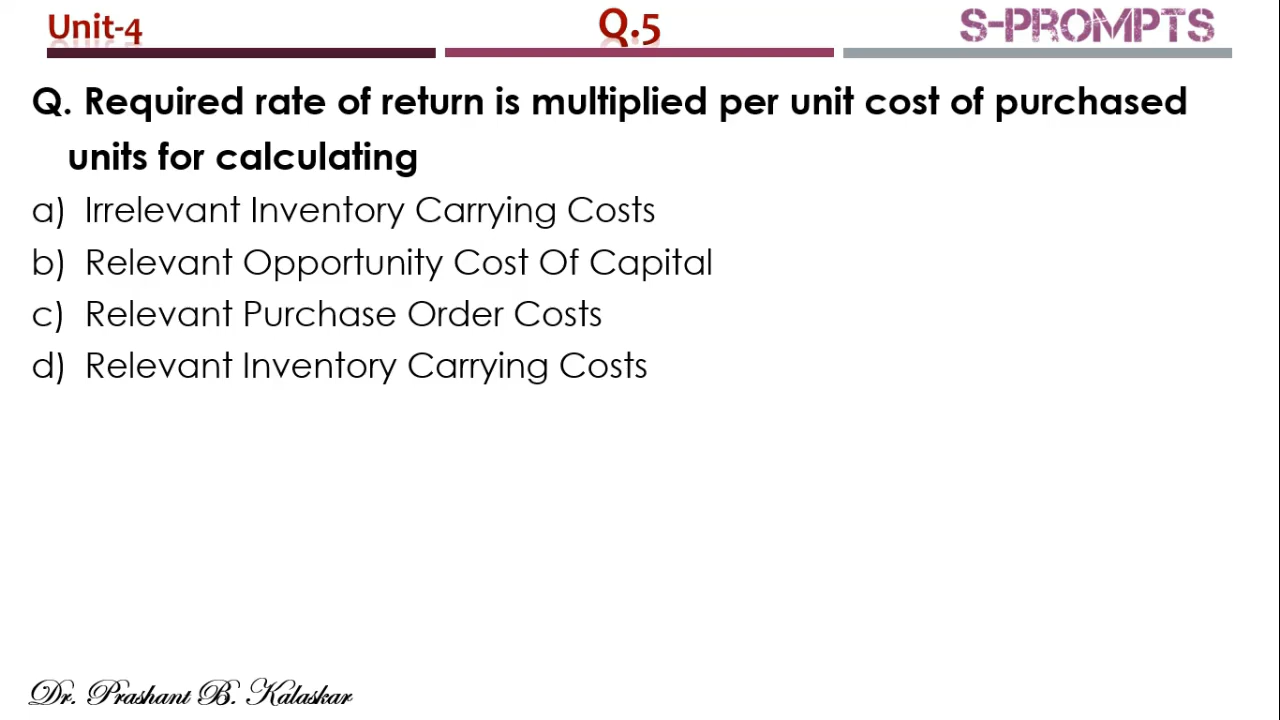 Unit-4
Q.5
S-PROMPTS
Q. Required rate of return is multiplied per unit cost of purchased
units for calculating
a) Irrelevant Inventory Carrying Costs
b) Relevant Opportunity Cost Of Capital
c) Relevant Purchase Order Costs
d) Relevant Inventory Carrying Costs
Dr. Prashant B. Kalaskar